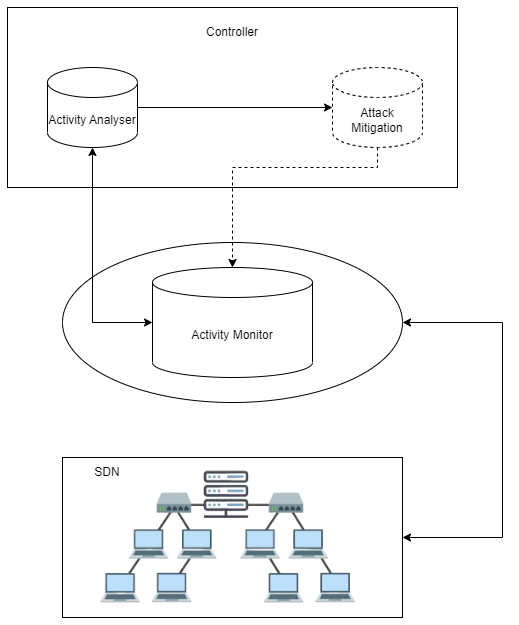 Controller
Activity Analyser
Attack
Mitigation
Activity Monitor
SDN